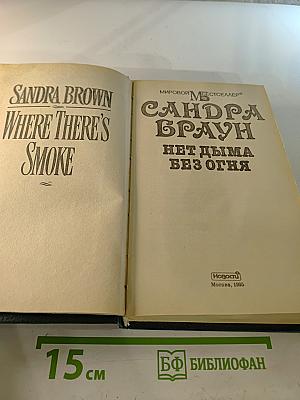 SANDRA BROWN
WHERE THERE'S
SMOKE
МИРОВОЙ МБ БЕСТСЕЛЛЕР
САНДРА
БРАУН
НЕТ ДЫМА
БЕЗ ОГНЯ
Новости
Москва, 1995
15 см
БФ БИБЛИОФАН